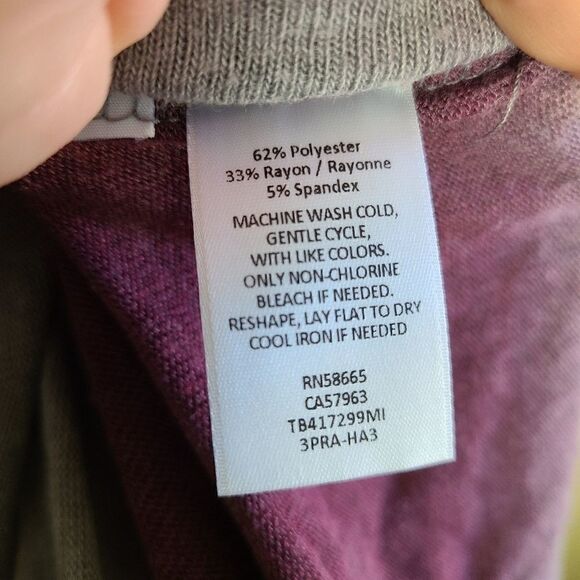 62% Polyester
33% Rayon / Rayonne
5% Spandex
MACHINE WASH COLD,
GENTLE CYCLE,
WITH LIKE COLORS.
ONLY NON-CHLORINE
BLEACH IF NEEDED.
RESHAPE, LAY FLAT TO DRY
COOL IRON IF NEEDED
RN58665
CA57963
TB417299MI
3PRA-HA3